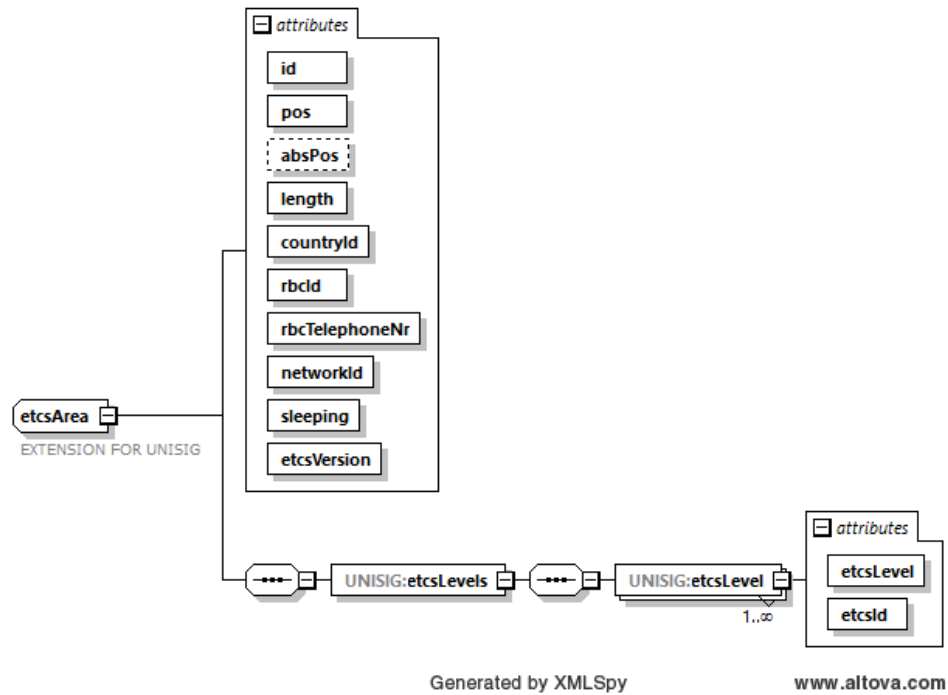 attributes
id
pos
absPos
length
countryId
rbcId
rbcTelephoneNr
networkId
sleeping
etcsVersion
etcsArea
EXTENSION FOR UNISIG
UNISIG:etcsLevels
UNISIG:etcsLevel
1..∞
attributes
etcsLevel
etcsId
Generated by XMLSpy
www.altova.com